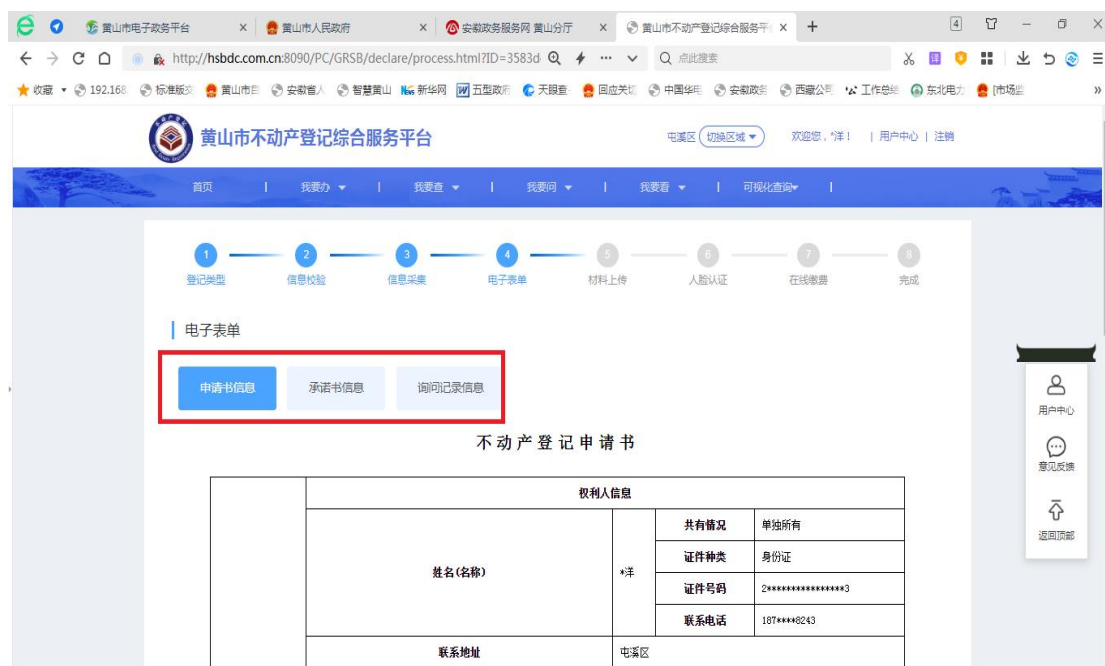 黄山市电子政务平台 × 黄山市人民政府 × 安徽政务服务网 黄山分厅 × 黄山市不动产登记综合服务平台 × + 4
http://hsbdc.com.cn:8090/PC/GRSB/declare/process.html?ID=3583d 点此搜索
收藏 192.168 标准版交 黄山市自 安徽省人 智慧黄山 新华网 五型政府 天眼查 回应关切 中国华电 安徽政务 西藏公司 工作总结 东北电力 [市场监 »
黄山市不动产登记综合服务平台
屯溪区 切换区域 欢迎您，*洋！ | 用户中心 | 注销
首页 | 我要办 | 我要查 | 我要问 | 我要看 | 可视化查询 |
1 2 3 4 5 6 7 8
登记类型 信息校验 信息采集 电子表单 材料上传 人脸认证 在线缴费 完成
电子表单
申请书信息 承诺书信息 询问记录信息
用户中心
意见反馈
返回顶部
不动产登记申请书
权利人信息
姓名(名称) *洋
共有情况 单独所有
证件种类 身份证
证件号码 2****************3
联系电话 187****8243
联系地址 屯溪区